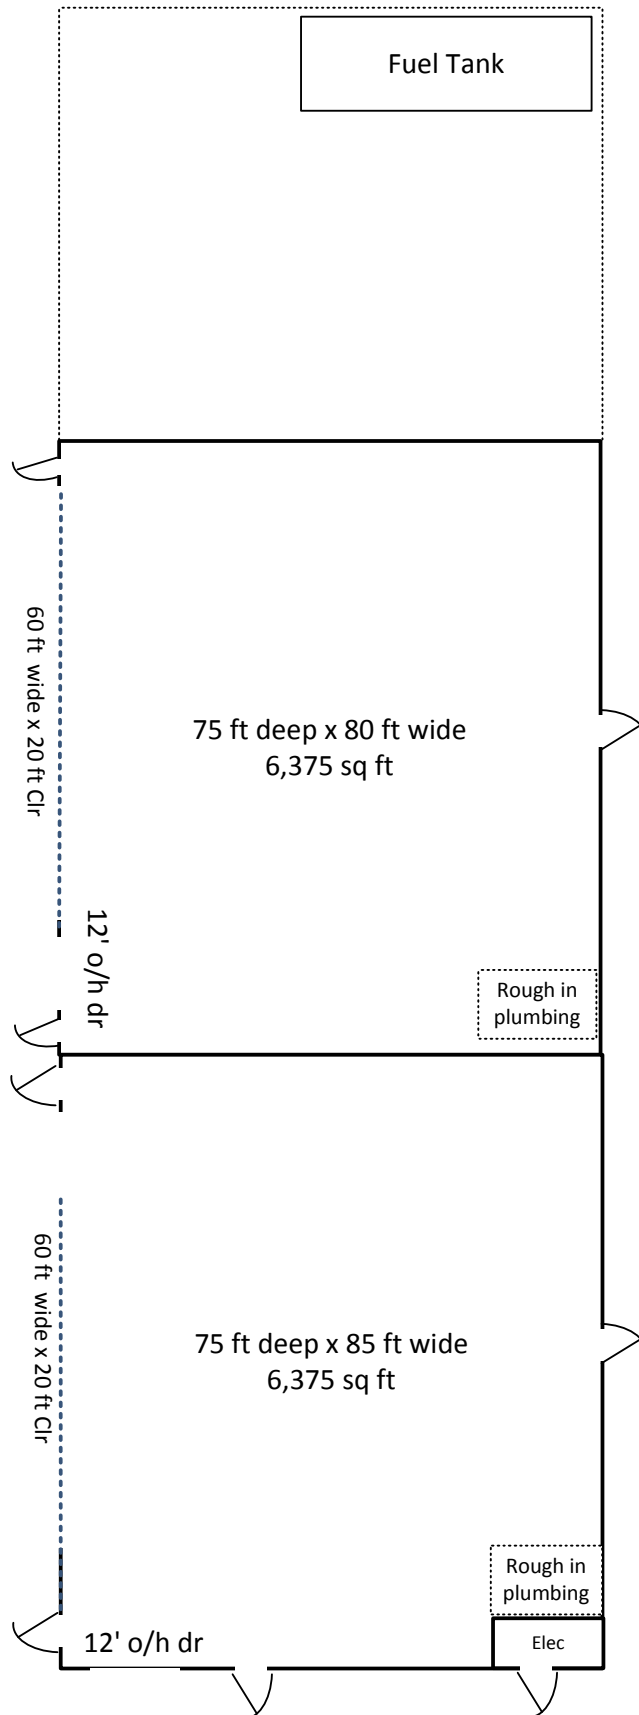 Fuel Tank
60 ft wide x 20 ft Clr
75 ft deep x 80 ft wide
6,375 sq ft
12' o/h dr
Rough in
plumbing
60 ft wide x 20 ft Clr
75 ft deep x 85 ft wide
6,375 sq ft
Rough in
plumbing
12' o/h dr
Elec